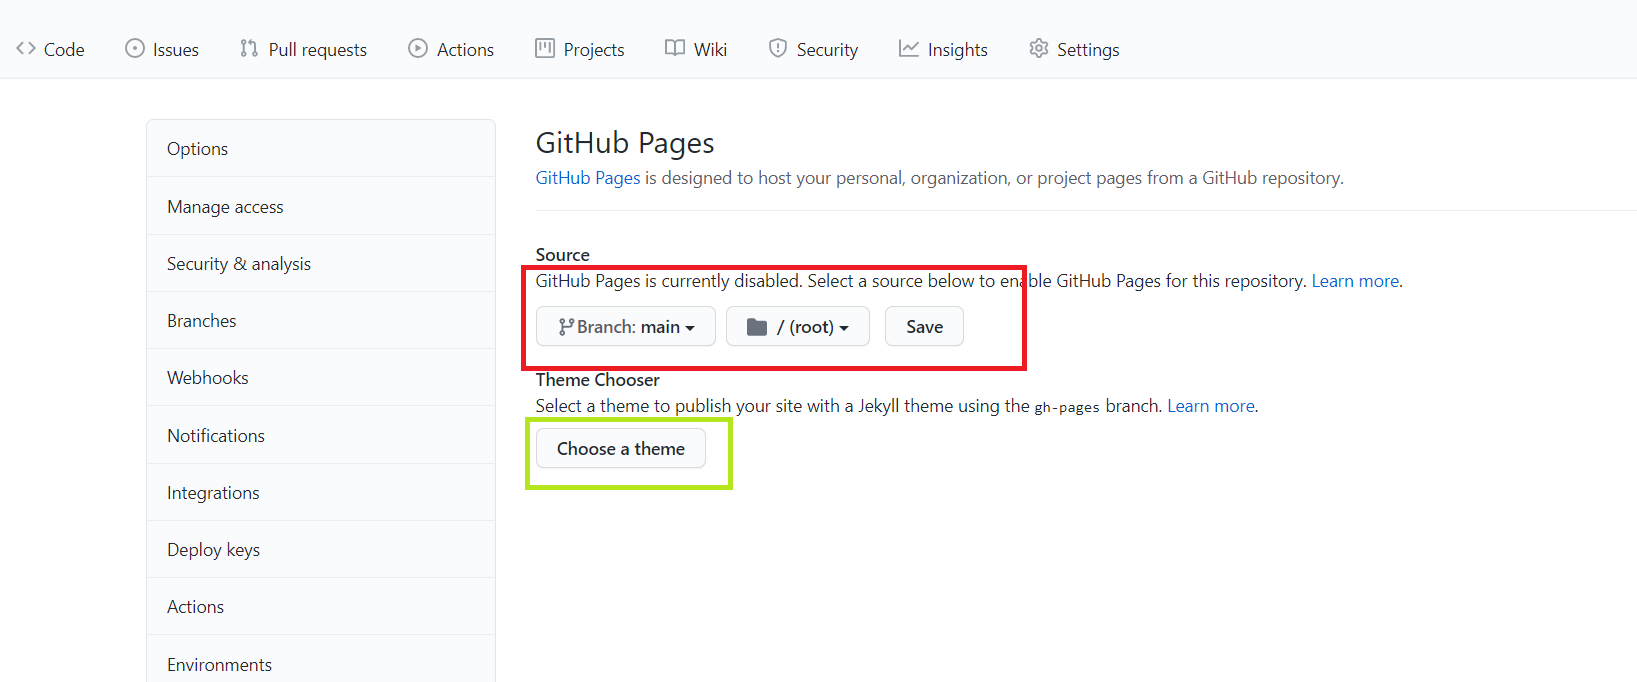 Code Issues Pull requests Actions Projects Wiki Security Insights Settings
Options
Manage access
Security & analysis
Branches
Webhooks
Notifications
Integrations
Deploy keys
Actions
Environments
GitHub Pages
GitHub Pages is designed to host your personal, organization, or project pages from a GitHub repository.
Source
GitHub Pages is currently disabled. Select a source below to enable GitHub Pages for this repository. Learn more.
Branch: main / (root) Save
Theme Chooser
Select a theme to publish your site with a Jekyll theme using the gh-pages branch. Learn more.
Choose a theme